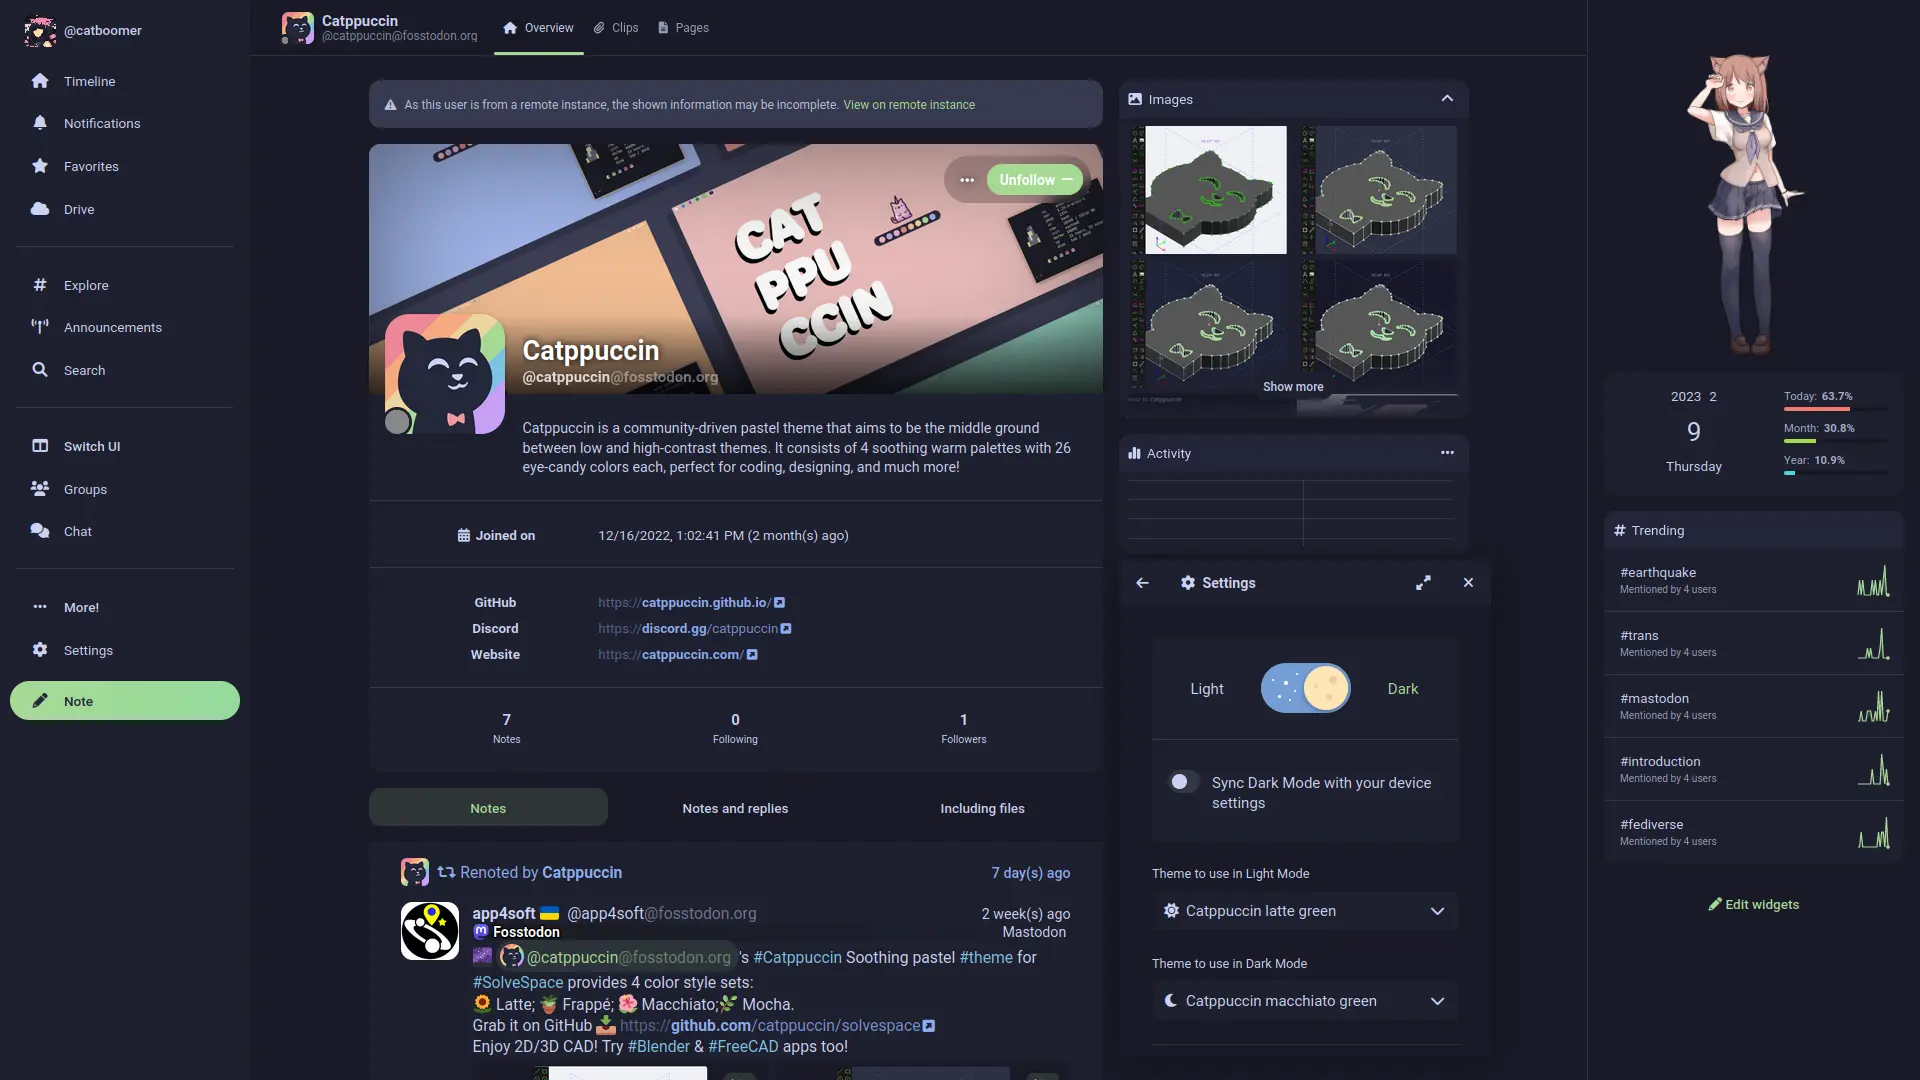 @catboomer
Timeline
Notifications
Favorites
Drive
Explore
Announcements
Search
Switch UI
Groups
Chat
More!
Settings
Note
Catppuccin
@catppuccin@fosstodon.org
Overview
Clips
Pages
As this user is from a remote instance, the shown information may be incomplete. View on remote instance
Unfollow
CAT
PPU
CCIN
Catppuccin
@catppuccin@fosstodon.org
Catppuccin is a community-driven pastel theme that aims to be the middle ground
between low and high-contrast themes. It consists of 4 soothing warm palettes with 26
eye-candy colors each, perfect for coding, designing, and much more!
Joined on 12/16/2022, 1:02:41 PM (2 month(s) ago)
GitHub https://catppuccin.github.io/
Discord https://discord.gg/catppuccin
Website https://catppuccin.com/
7 0 1
Notes Following Followers
Notes
Notes and replies
Including files
Renoted by Catppuccin 7 day(s) ago
app4soft 🇺🇦 @app4soft@fosstodon.org 2 week(s) ago
Fosstodon Mastodon
🌌 @catppuccin@fosstodon.org 's #Catppuccin Soothing pastel #theme for
#SolveSpace provides 4 color style sets:
🌻 Latte; 🪴 Frappé; 🌺 Macchiato;🌿 Mocha.
Grab it on GitHub 📥 https://github.com/catppuccin/solvespace
Enjoy 2D/3D CAD! Try #Blender & #FreeCAD apps too!
Images
Show more
Activity
Settings
Light
Dark
Sync Dark Mode with your device
settings
Theme to use in Light Mode
Catppuccin latte green
Theme to use in Dark Mode
Catppuccin macchiato green
2023 2
9
Thursday
Today: 63.7%
Month: 30.8%
Year: 10.9%
Trending
#earthquake
Mentioned by 4 users
#trans
Mentioned by 4 users
#mastodon
Mentioned by 4 users
#introduction
Mentioned by 4 users
#fediverse
Mentioned by 4 users
Edit widgets